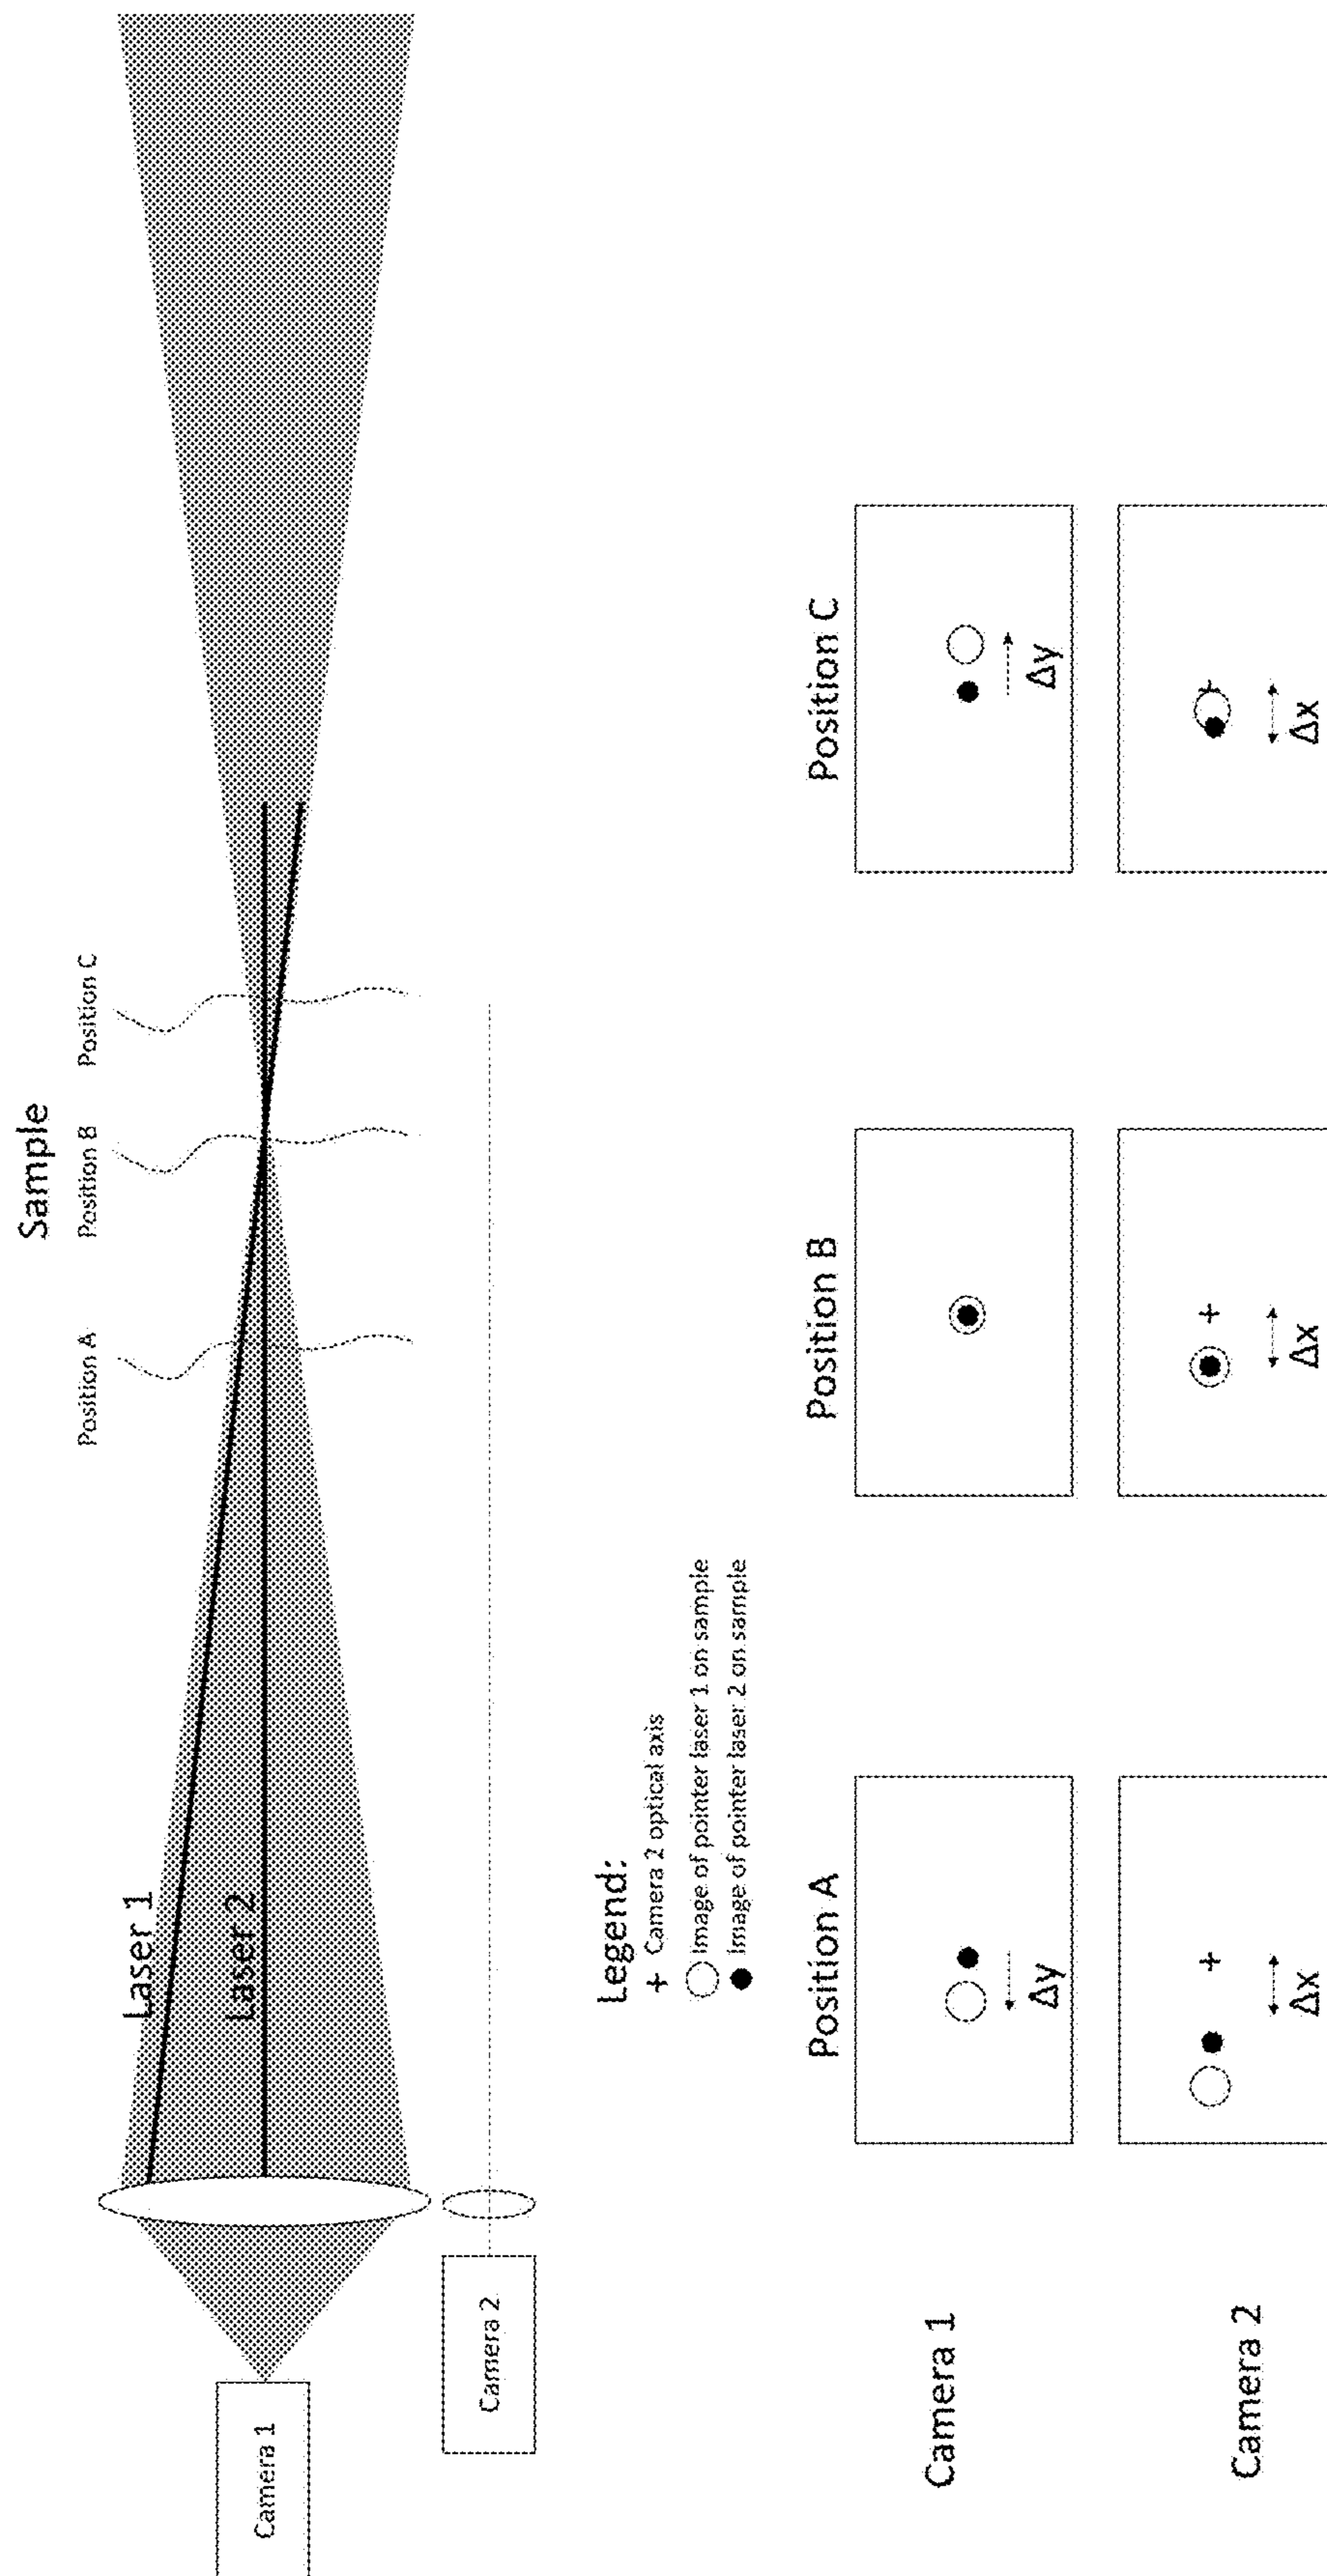 Sample
Position A
Position B
Position C
Laser 1
Laser 2
Camera 1
Camera 2
Legend:
+ Camera 2 optical axis
Image of pointer laser 1 on sample
Image of pointer laser 2 on sample
Position A
Position B
Position C
Camera 1
Δy
Δy
Camera 2
Δx
Δx
Δx